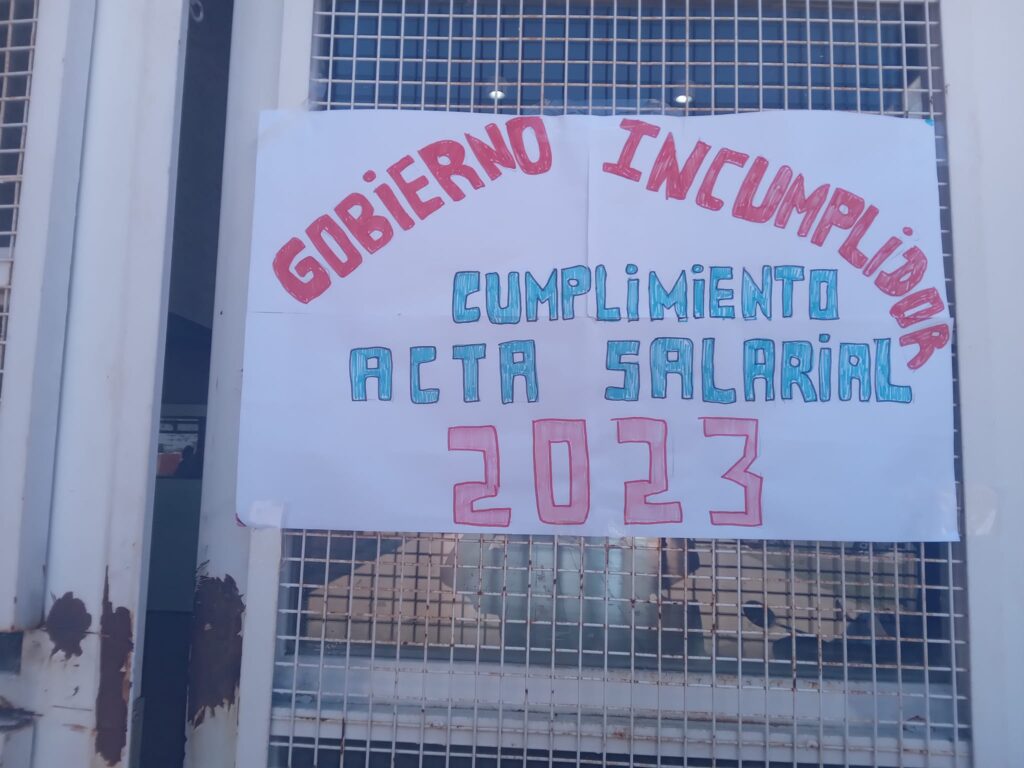 GOBIERNO INCUMPLIDOR
CUMPLIMIENTO
ACTA SALARIAL
2023